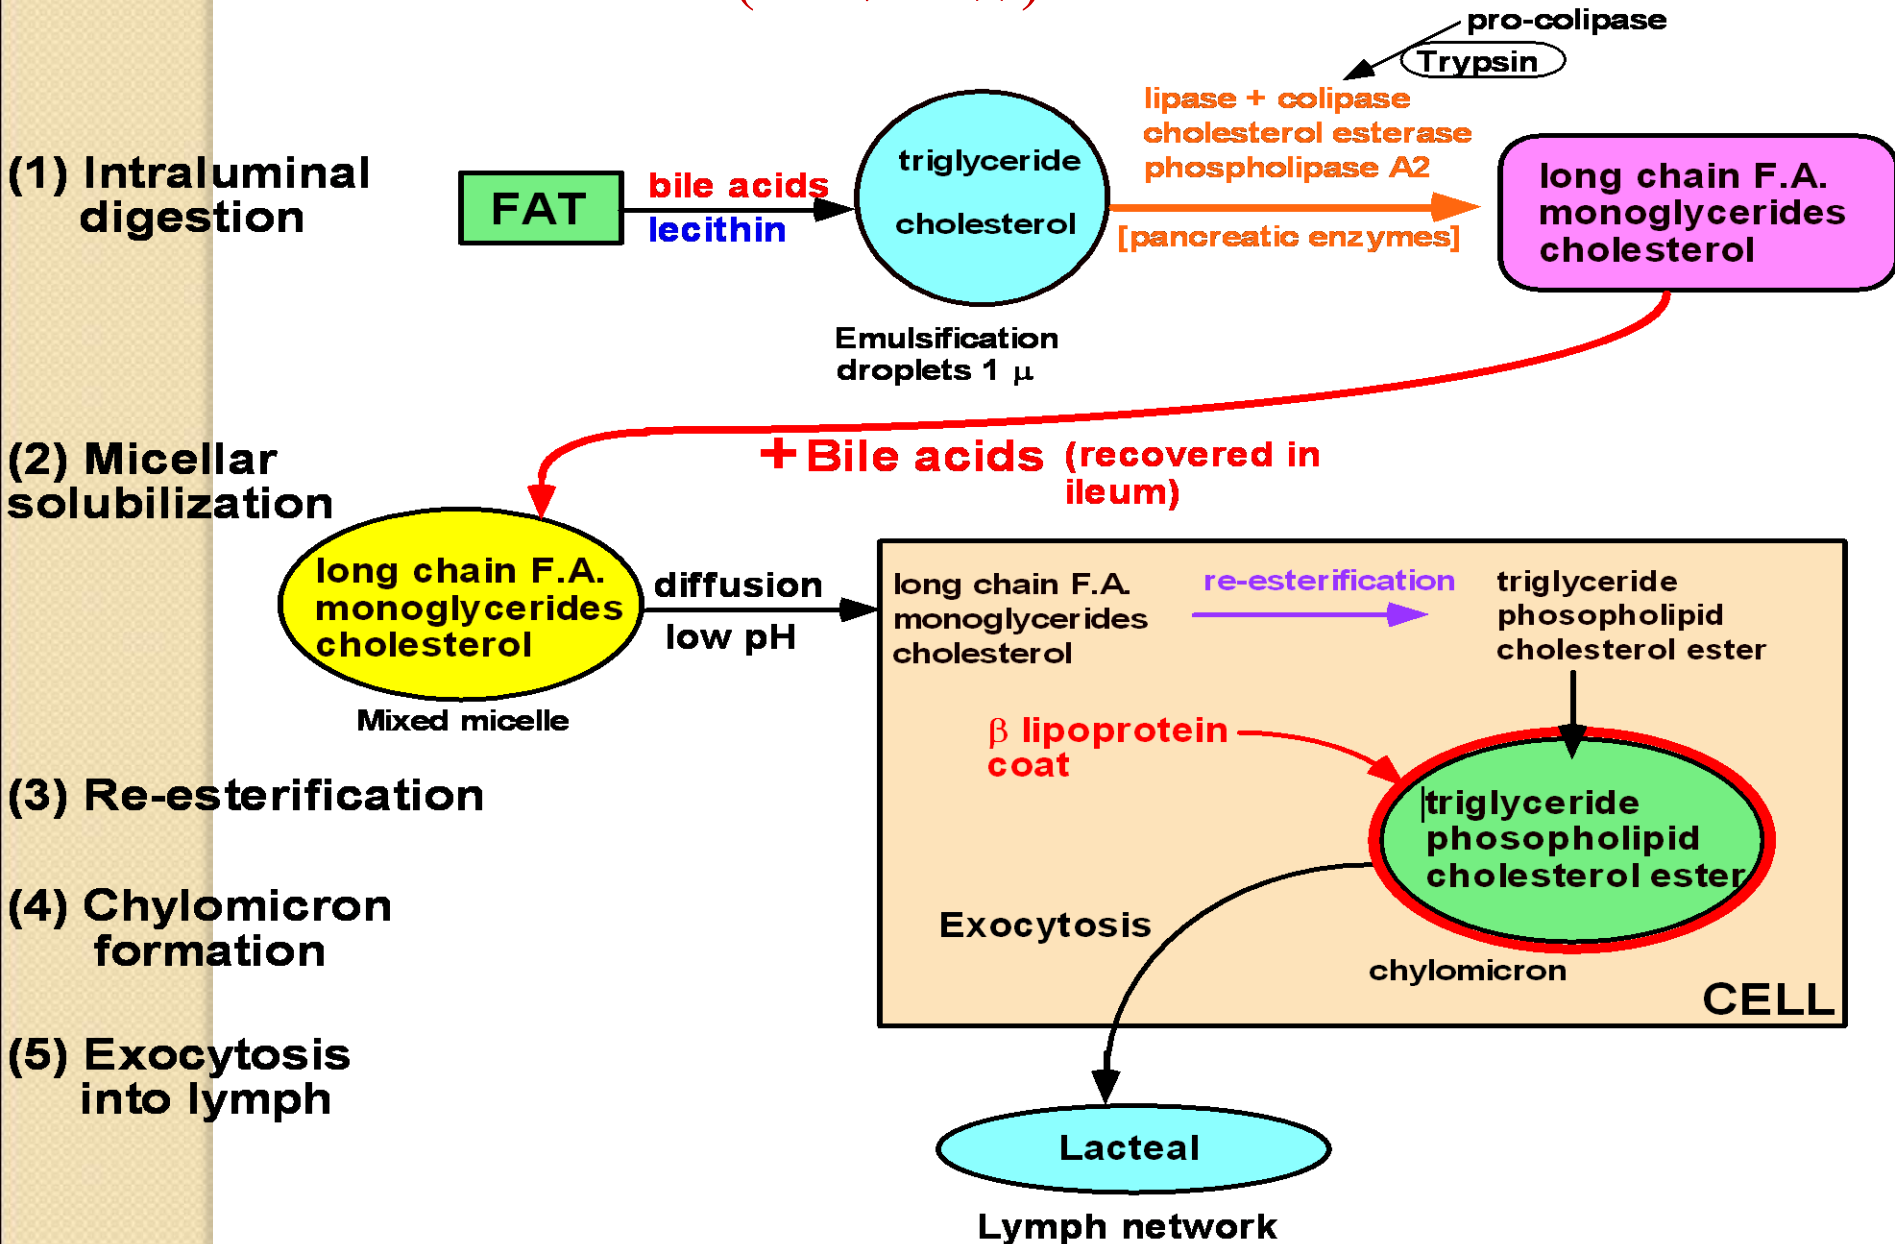 pro-colipase
Trypsin
lipase + colipase
cholesterol esterase
phospholipase A2
[pancreatic enzymes]
(1) Intraluminal
digestion
FAT
bile acids
lecithin
triglyceride
cholesterol
Emulsification
droplets 1 μ
long chain F.A.
monoglycerides
cholesterol
(2) Micellar
solubilization
+ Bile acids (recovered in
ileum)
long chain F.A.
monoglycerides
cholesterol
Mixed micelle
diffusion
low pH
long chain F.A.
monoglycerides
cholesterol
re-esterification
triglyceride
phosopholipid
cholesterol ester
β lipoprotein
coat
(3) Re-esterification
triglyceride
phosopholipid
cholesterol ester
(4) Chylomicron
formation
Exocytosis
chylomicron
CELL
(5) Exocytosis
into lymph
Lacteal
Lymph network